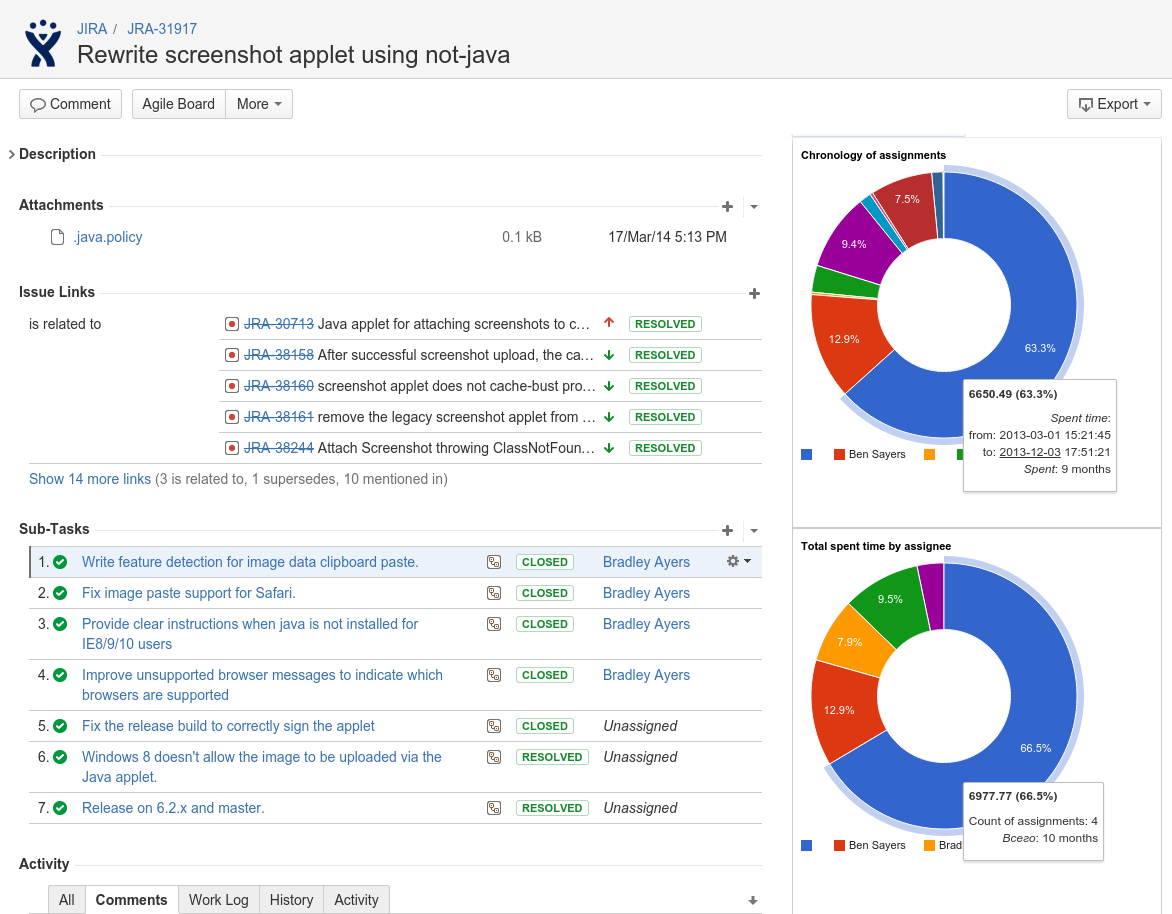 JIRA / JRA-31917
Rewrite screenshot applet using not-java
Comment
Agile Board
More
Export
Description
Attachments
.java.policy 0.1 kB 17/Mar/14 5:13 PM
Issue Links
is related to
JRA-30713 Java applet for attaching screenshots to c... RESOLVED
JRA-38158 After successful screenshot upload, the ca... RESOLVED
JRA-38160 screenshot applet does not cache-bust pro... RESOLVED
JRA-38161 remove the legacy screenshot applet from ... RESOLVED
JRA-38244 Attach Screenshot throwing ClassNotFoun... RESOLVED
Show 14 more links (3 is related to, 1 supersedes, 10 mentioned in)
Sub-Tasks
1. Write feature detection for image data clipboard paste. CLOSED Bradley Ayers
2. Fix image paste support for Safari. CLOSED Bradley Ayers
3. Provide clear instructions when java is not installed for CLOSED Bradley Ayers
IE8/9/10 users
4. Improve unsupported browser messages to indicate which CLOSED Bradley Ayers
browsers are supported
5. Fix the release build to correctly sign the applet CLOSED Unassigned
6. Windows 8 doesn't allow the image to be uploaded via the RESOLVED Unassigned
Java applet.
7. Release on 6.2.x and master. RESOLVED Unassigned
Activity
All Comments Work Log History Activity
Chronology of assignments
7.5%
9.4%
12.9%
63.3%
6650.49 (63.3%)
Spent time:
from: 2013-03-01 15:21:45
to: 2013-12-03 17:51:21
Spent: 9 months
Ben Sayers
Total spent time by assignee
9.5%
7.9%
12.9%
66.5%
6977.77 (66.5%)
Count of assignments: 4
Всего: 10 months
Ben Sayers Brad